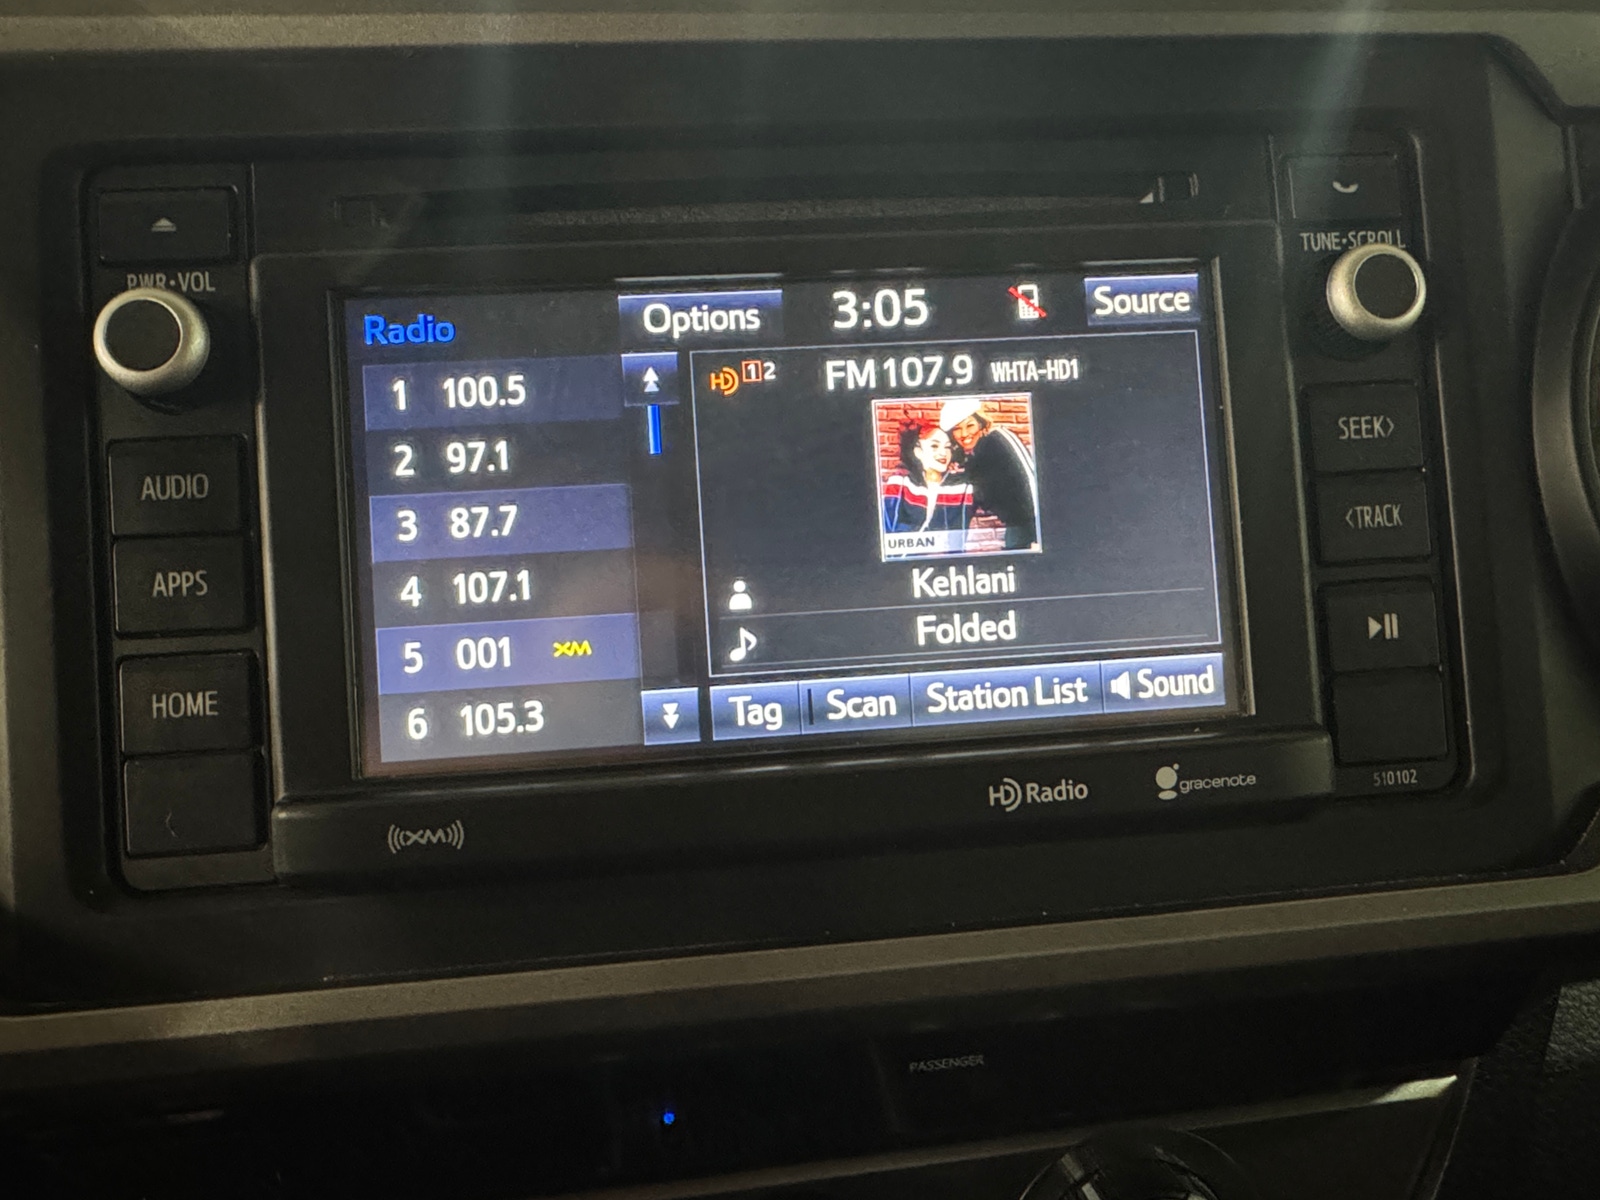 PWR•VOL
AUDIO
APPS
HOME
Radio
Options
3:05
Source
1 100.5
2 97.1
3 87.7
4 107.1
5 001 XM
6 105.3
HD 1 2
FM 107.9 WHTA-HD1
URBAN
Kehlani
Folded
Tag
Scan
Station List
Sound
TUNE•SCROLL
SEEK>
<TRACK
510102
((XM))
HD Radio
gracenote
PASSENGER